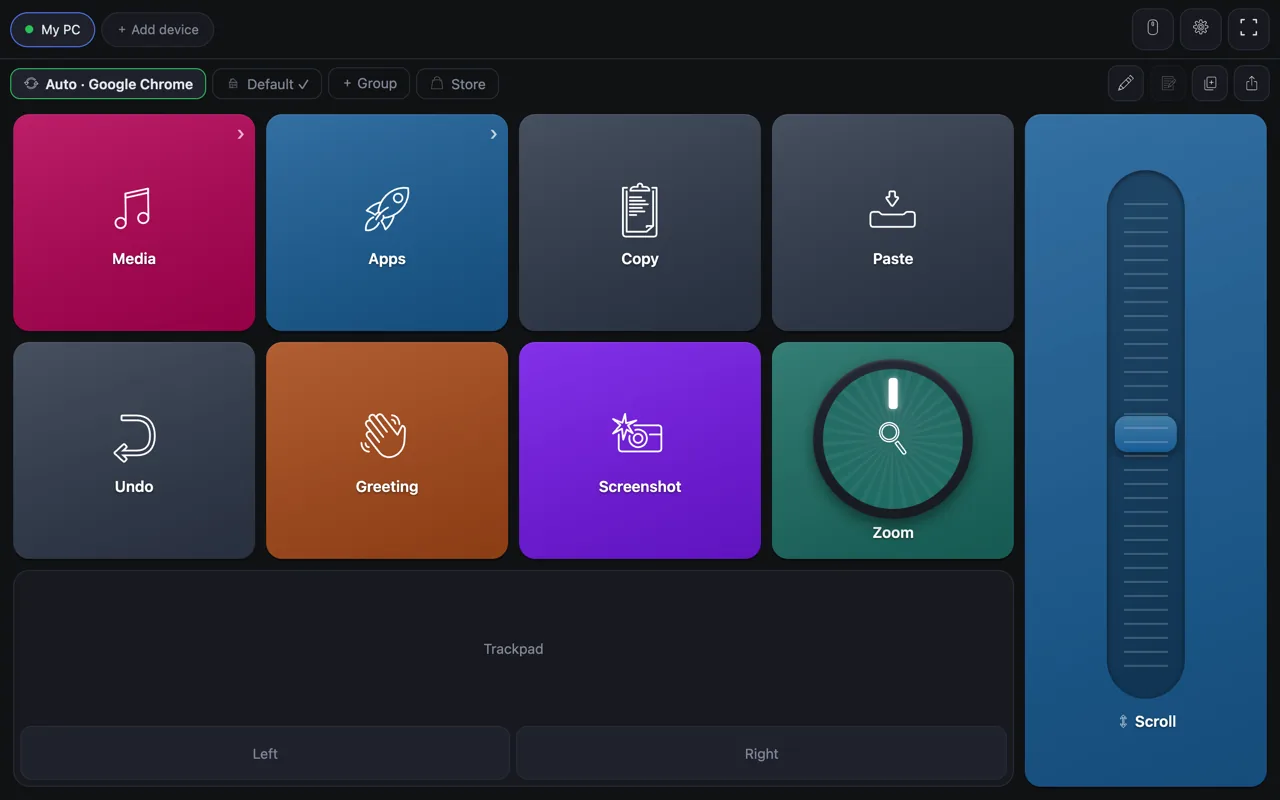 My PC
+ Add device
Auto · Google Chrome
Default ✓
+ Group
Store
Media
Apps
Copy
Paste
Undo
Greeting
Screenshot
Zoom
Trackpad
Left
Right
Scroll